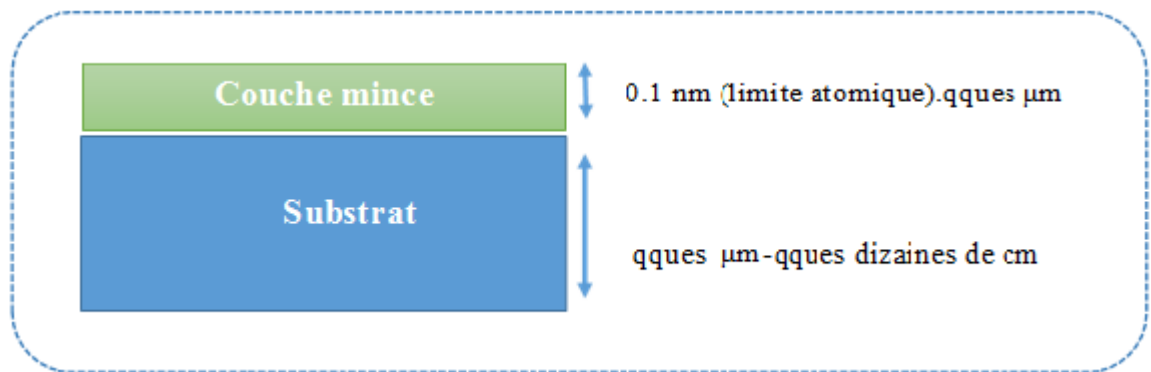 Couche mince
0.1 nm (limite atomique).qques µm
Substrat
qques µm-qques dizaines de cm